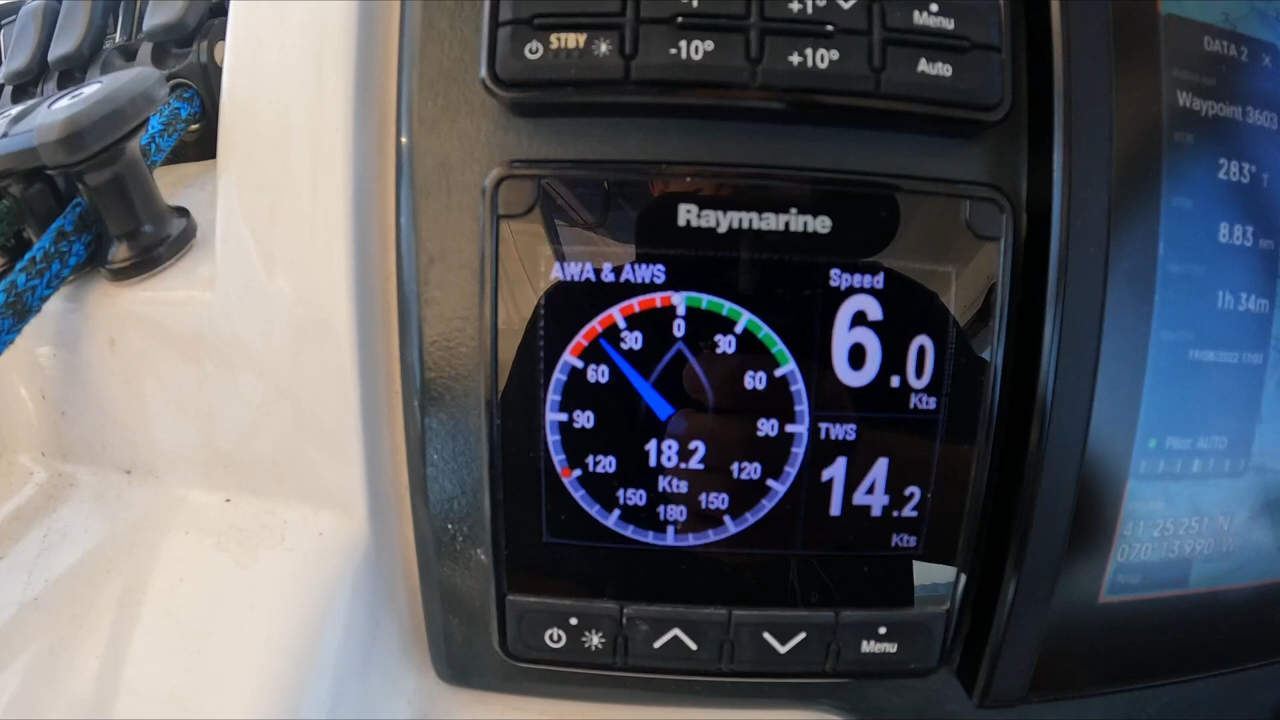 +1°
Menu
STBY
-10°
+10°
Auto
Raymarine
AWA & AWS
0
30
30
60
60
90
90
120
120
150
150
180
18.2
Kts
Speed
6.0
Kts
TWS
14.2
Kts
Menu
DATA 2 X
Waypoint 3603
283° T
8.83 nm
1h 34m
Pilot AUTO
41°25.251' N
070°13.990' W